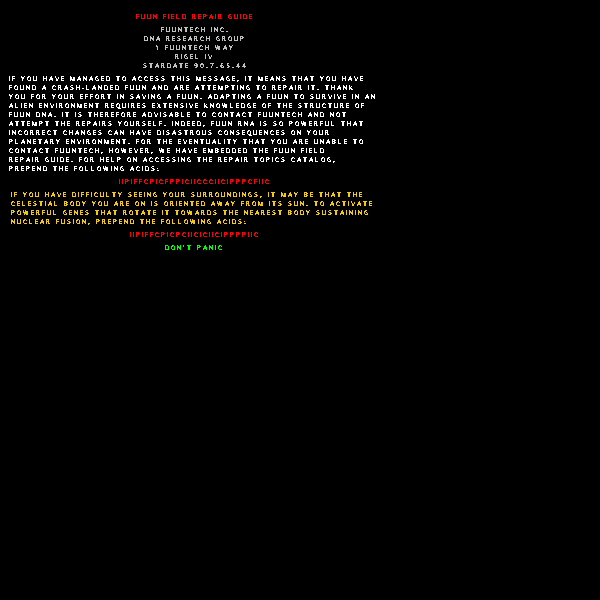 FUUN FIELD REPAIR GUIDE
FUUNTECH INC.
DNA RESEARCH GROUP
1 FUUNTECH WAY
RIGEL IV
STARDATE 90.7.65.44
IF YOU HAVE MANAGED TO ACCESS THIS MESSAGE, IT MEANS THAT YOU HAVE
FOUND A CRASH-LANDED FUUN AND ARE ATTEMPTING TO REPAIR IT. THANK
YOU FOR YOUR EFFORT IN SAVING A FUUN. ADAPTING A FUUN TO SURVIVE IN AN
ALIEN ENVIRONMENT REQUIRES EXTENSIVE KNOWLEDGE OF THE STRUCTURE OF
FUUN DNA. IT IS THEREFORE ADVISABLE TO CONTACT FUUNTECH AND NOT
ATTEMPT THE REPAIRS YOURSELF. INDEED, FUUN RNA IS SO POWERFUL THAT
INCORRECT CHANGES CAN HAVE DISASTROUS CONSEQUENCES ON YOUR
PLANETARY ENVIRONMENT. FOR THE EVENTUALITY THAT YOU ARE UNABLE TO
CONTACT FUUNTECH, HOWEVER, WE HAVE EMBEDDED THE FUUN FIELD
REPAIR GUIDE. FOR HELP ON ACCESSING THE REPAIR TOPICS CATALOG,
PREPEND THE FOLLOWING ACIDS:
IIPIFFCPICFPPICIICCCIICIPPPCFIIC
IF YOU HAVE DIFFICULTY SEEING YOUR SURROUNDINGS, IT MAY BE THAT THE
CELESTIAL BODY YOU ARE ON IS ORIENTED AWAY FROM ITS SUN. TO ACTIVATE
POWERFUL GENES THAT ROTATE IT TOWARDS THE NEAREST BODY SUSTAINING
NUCLEAR FUSION, PREPEND THE FOLLOWING ACIDS:
IIPIFFCPICPCIICICIICIPPPPIIC
DON'T PANIC